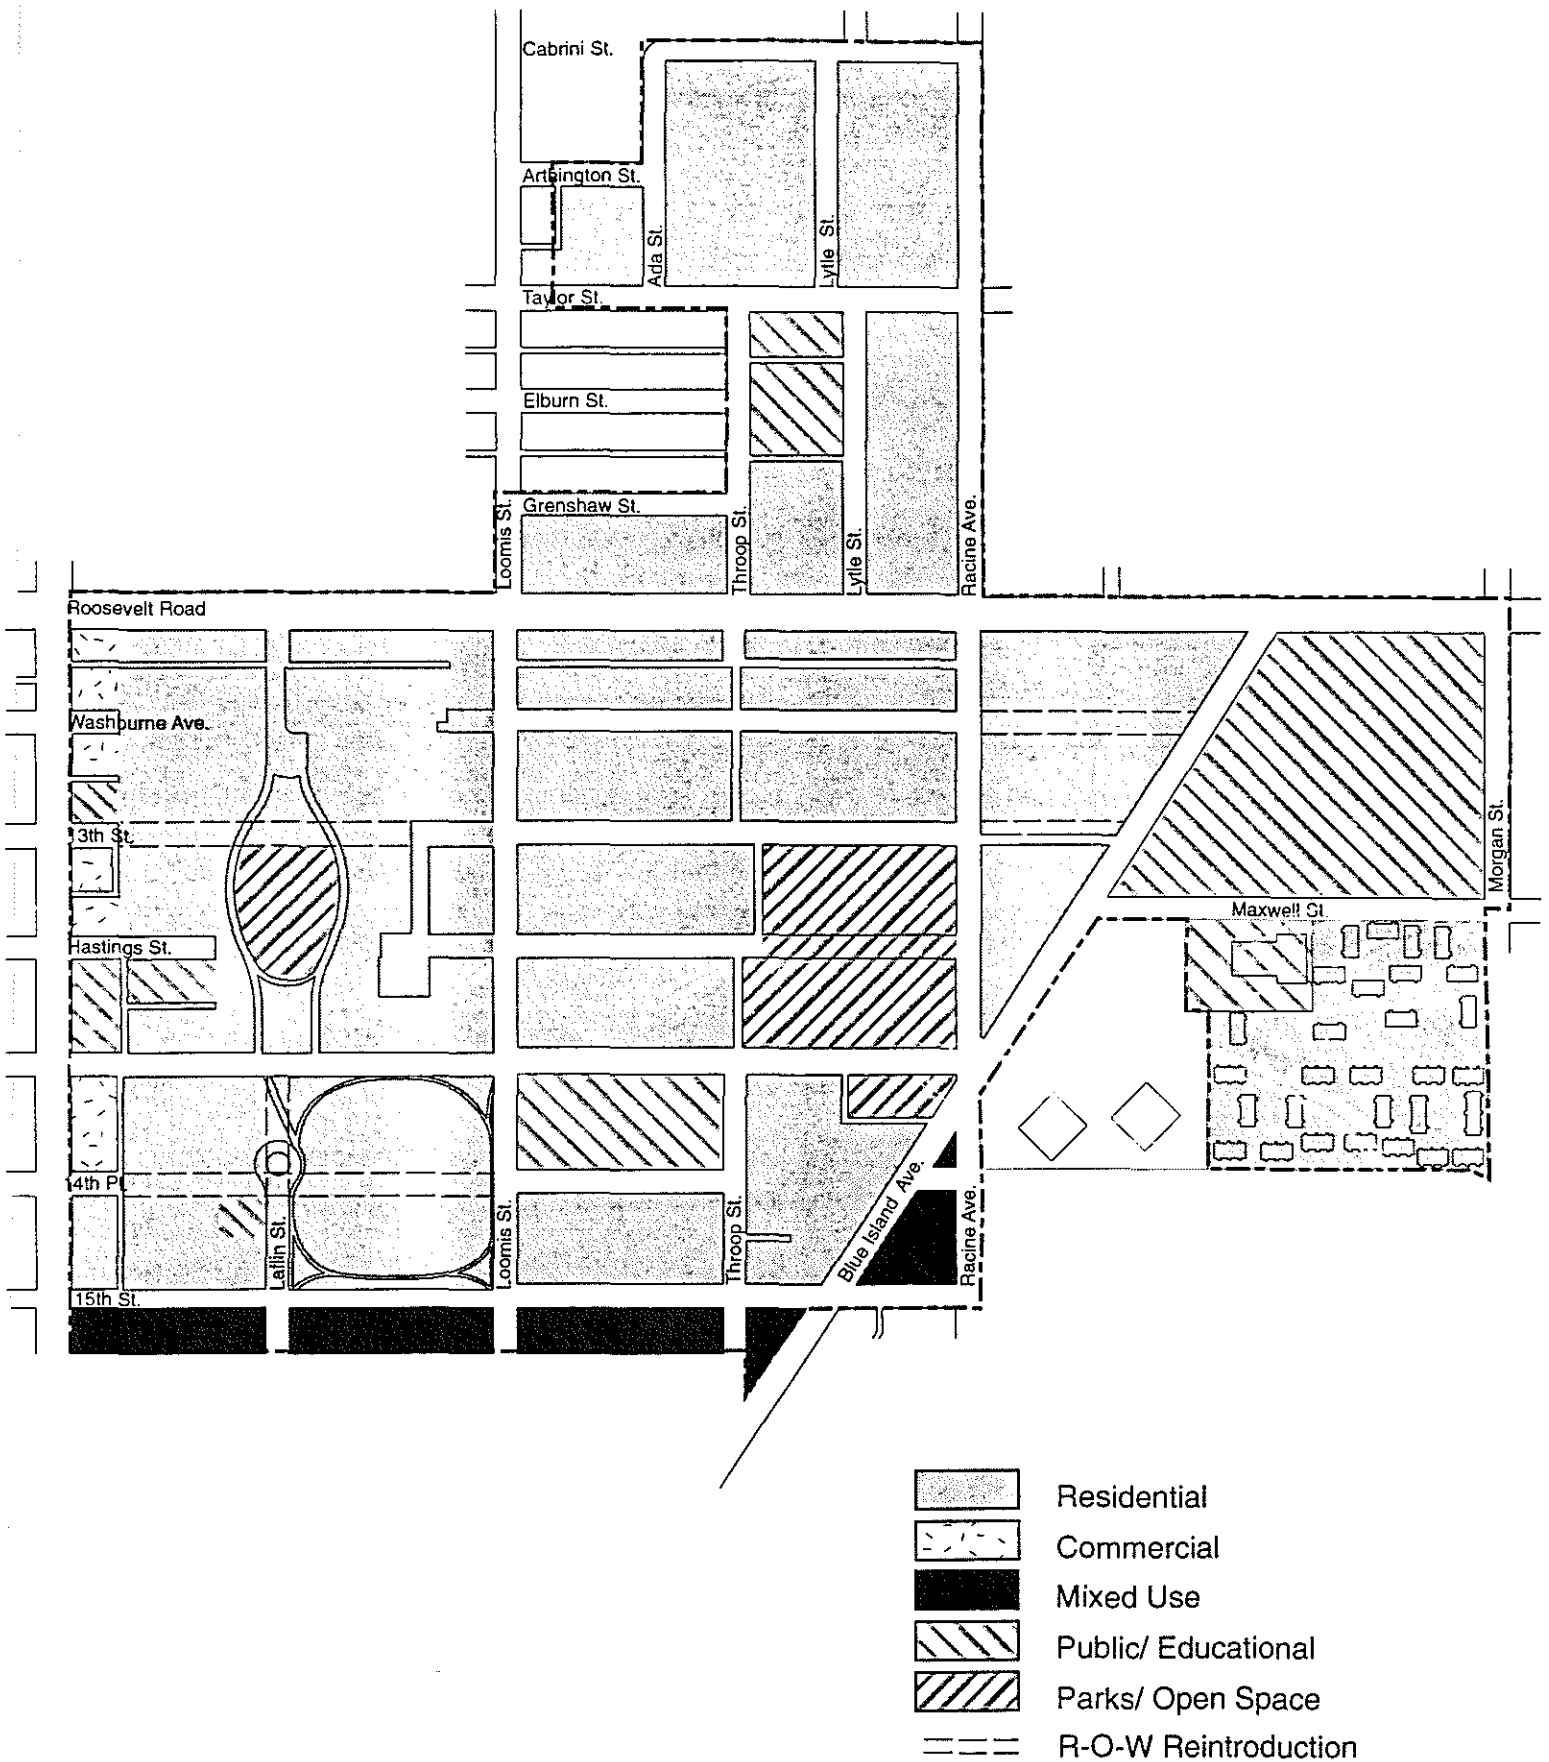 Cabrini St.
Arthington St.
Ada St.
Lytle St.
Taylor St.
Elburn St.
Grenshaw St.
Loomis St.
Throop St.
Lytle St.
Racine Ave.
Roosevelt Road
Washburne Ave.
3th St.
Morgan St.
Maxwell St.
Hastings St.
4th Pl.
Laflin St.
Loomis St.
Throop St.
Blue Island Ave.
Racine Ave.
15th St.
Residential
Commercial
Mixed Use
Public/ Educational
Parks/ Open Space
R-O-W Reintroduction